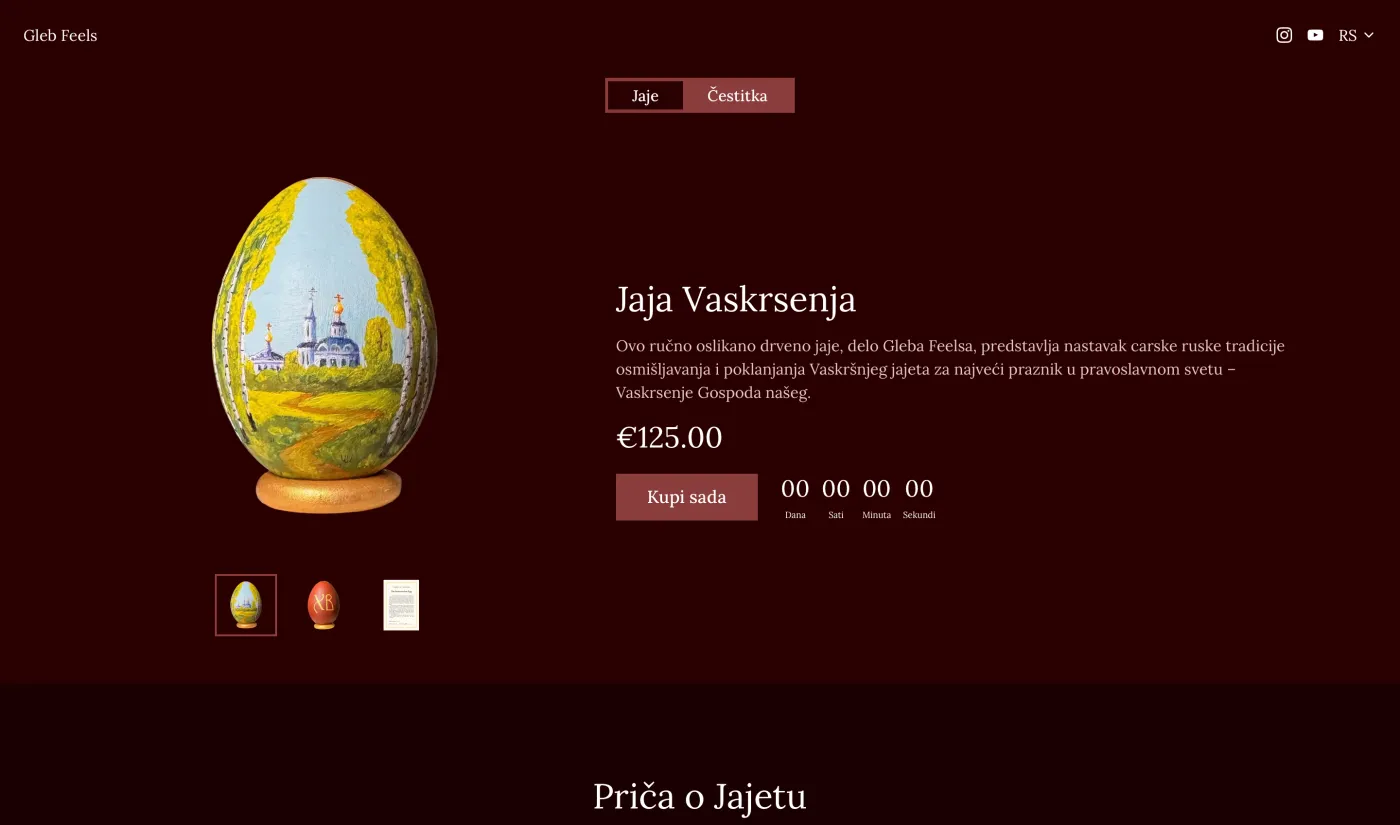 Gleb Feels
RS
Jaje
Čestitka
Jaja Vaskrsenja
Ovo ručno oslikano drveno jaje, delo Gleba Feelsa, predstavlja nastavak carske ruske tradicije
osmišljavanja i poklanjanja Vaskršnjeg jajeta za najveći praznik u pravoslavnom svetu –
Vaskrsenje Gospoda našeg.
€125.00
Kupi sada
00 00 00 00
Dana Sati Minuta Sekundi
ХВ
Priča o Jajetu